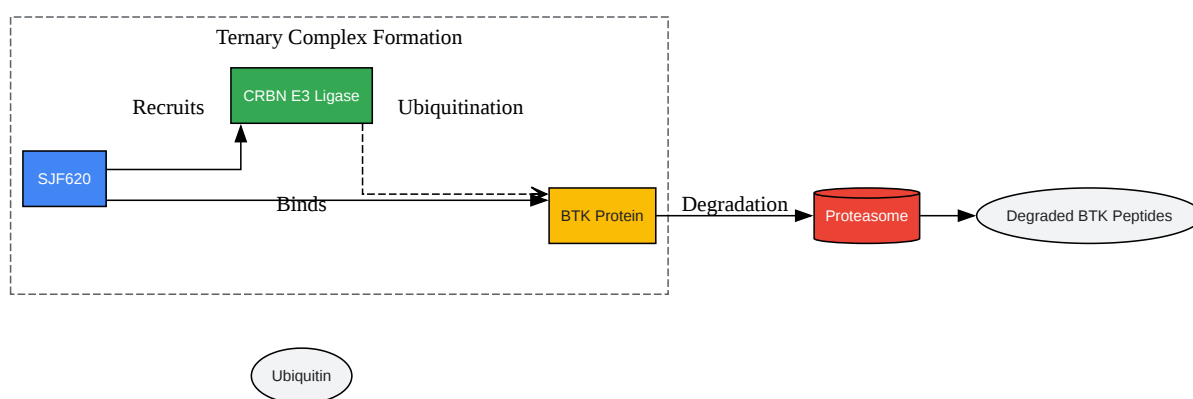 Ternary Complex Formation
CRBN E3 Ligase
Recruits
Ubiquitination
SJF620
Binds
BTK Protein
Degradation
Proteasome
Degraded BTK Peptides
Ubiquitin